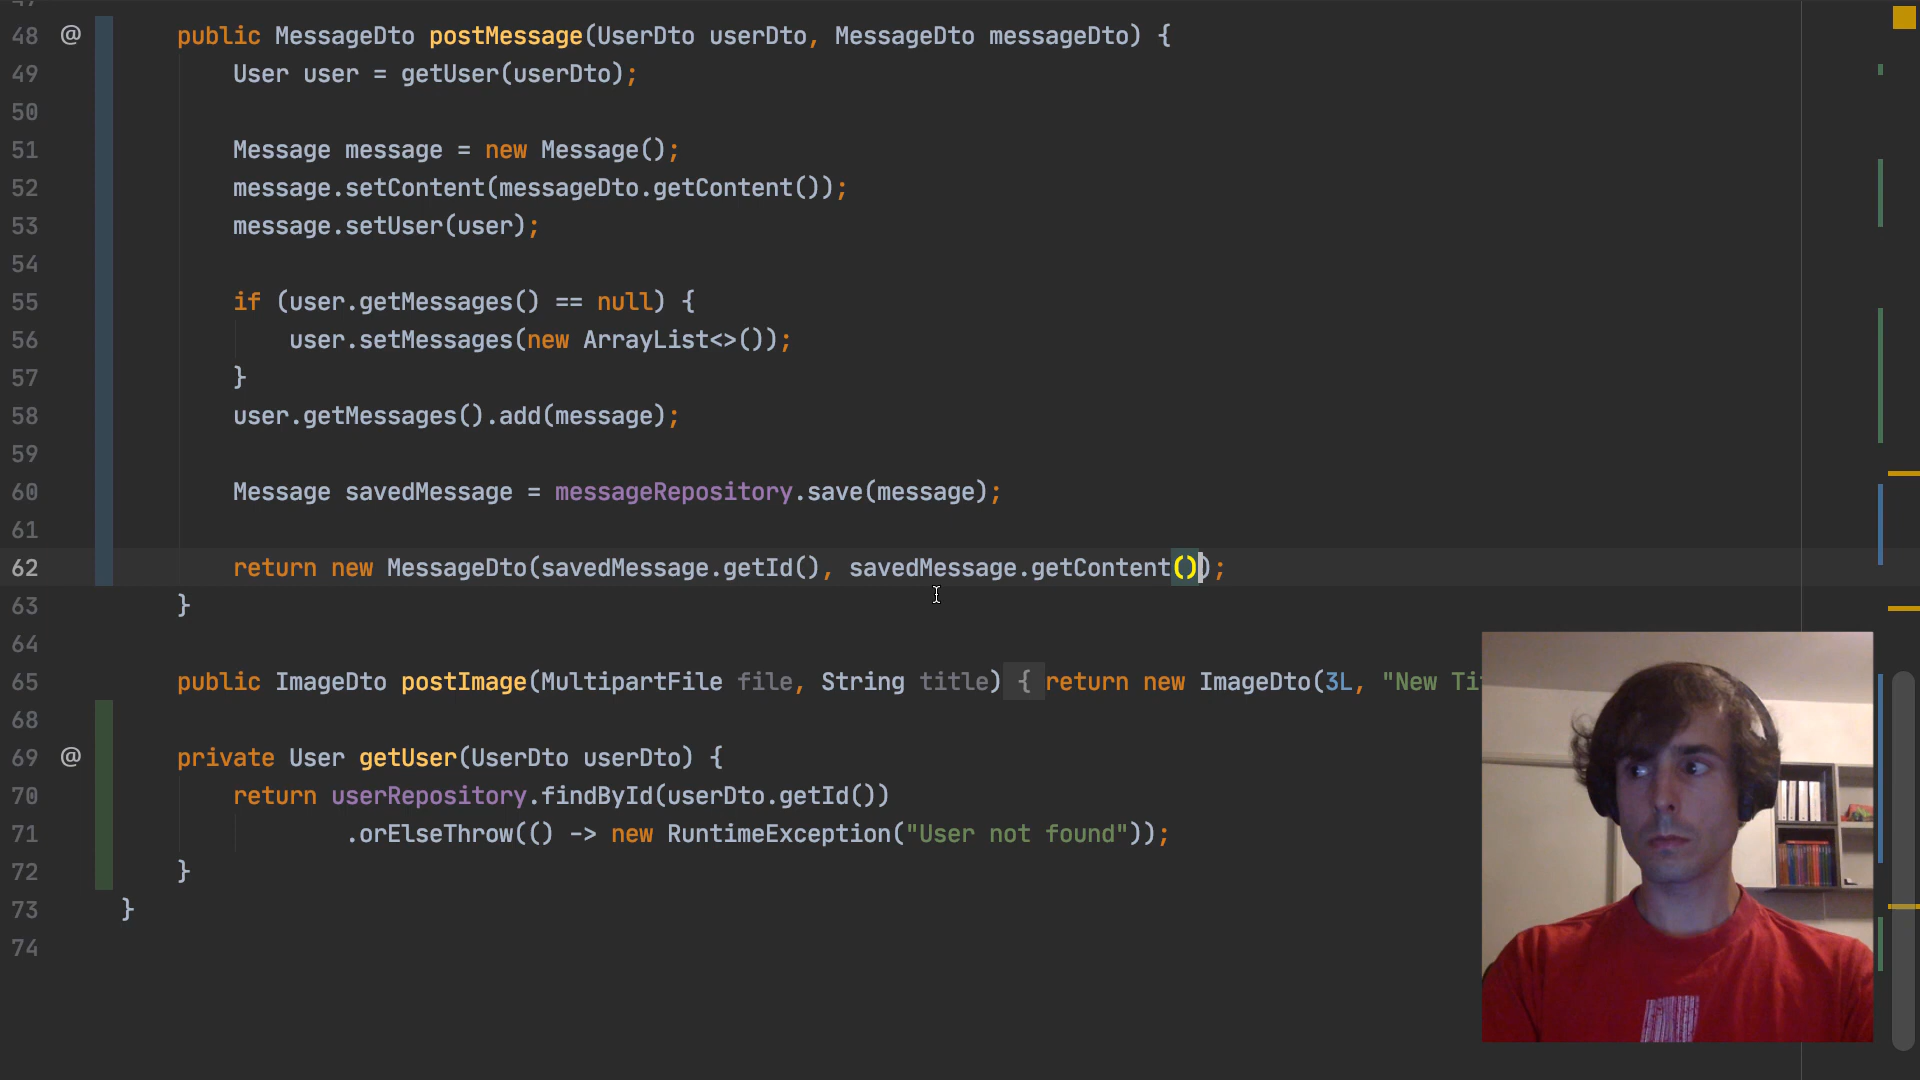 48 @ public MessageDto postMessage(UserDto userDto, MessageDto messageDto) {
49 User user = getUser(userDto);
50
51 Message message = new Message();
52 message.setContent(messageDto.getContent());
53 message.setUser(user);
54
55 if (user.getMessages() == null) {
56 user.setMessages(new ArrayList<>());
57 }
58 user.getMessages().add(message);
59
60 Message savedMessage = messageRepository.save(message);
61
62 return new MessageDto(savedMessage.getId(), savedMessage.getContent());
63 }
64
65 public ImageDto postImage(MultipartFile file, String title) { return new ImageDto(3L, "New
68
69 @ private User getUser(UserDto userDto) {
70 return userRepository.findById(userDto.getId())
71 .orElseThrow(() -> new RuntimeException("User not found"));
72 }
73 }
74